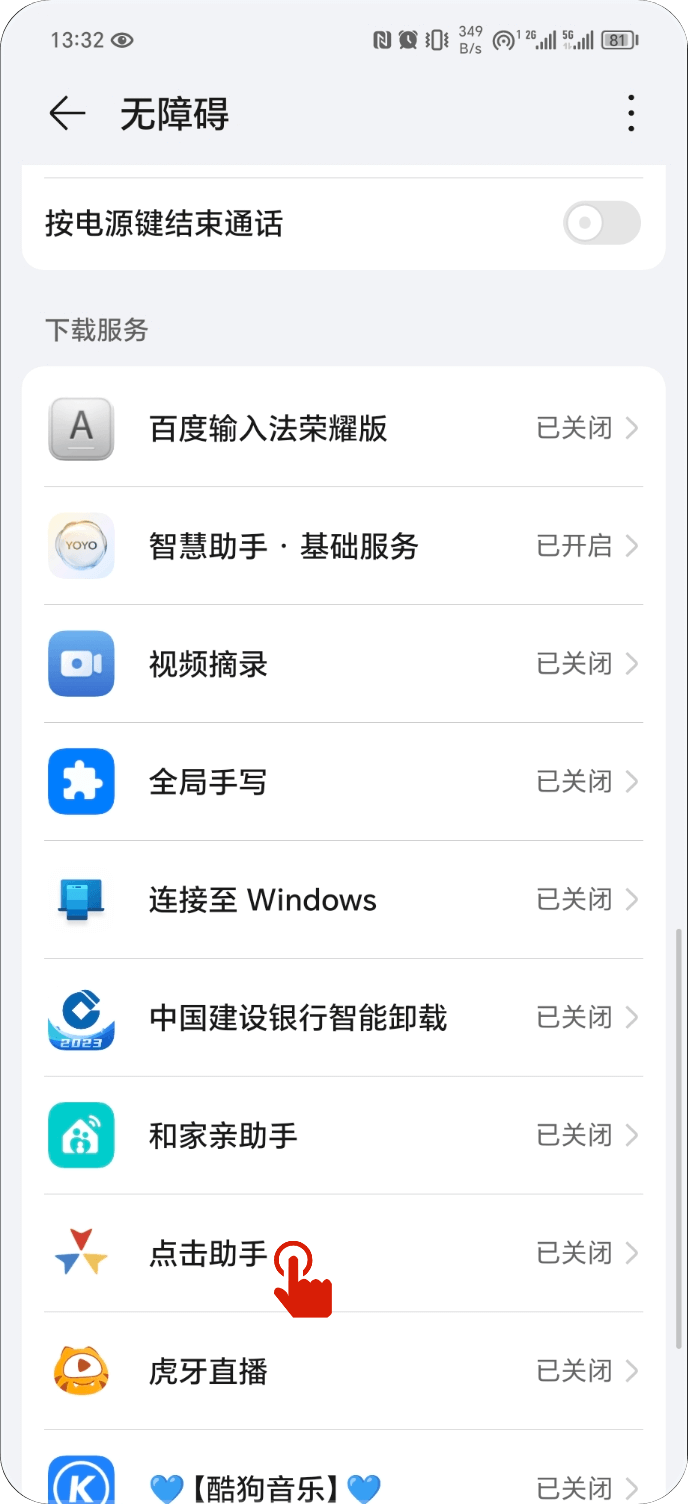 13:32
349
B/s
1 2G
5G
81
无障碍
按电源键结束通话
下载服务
A
百度输入法荣耀版 已关闭
YOYO
智慧助手 · 基础服务 已开启
视频摘录 已关闭
全局手写 已关闭
连接至 Windows 已关闭
中国建设银行智能卸载 已关闭
2023
和家亲助手 已关闭
点击助手 已关闭
虎牙直播 已关闭
K
💙【酷狗音乐】💙 已关闭